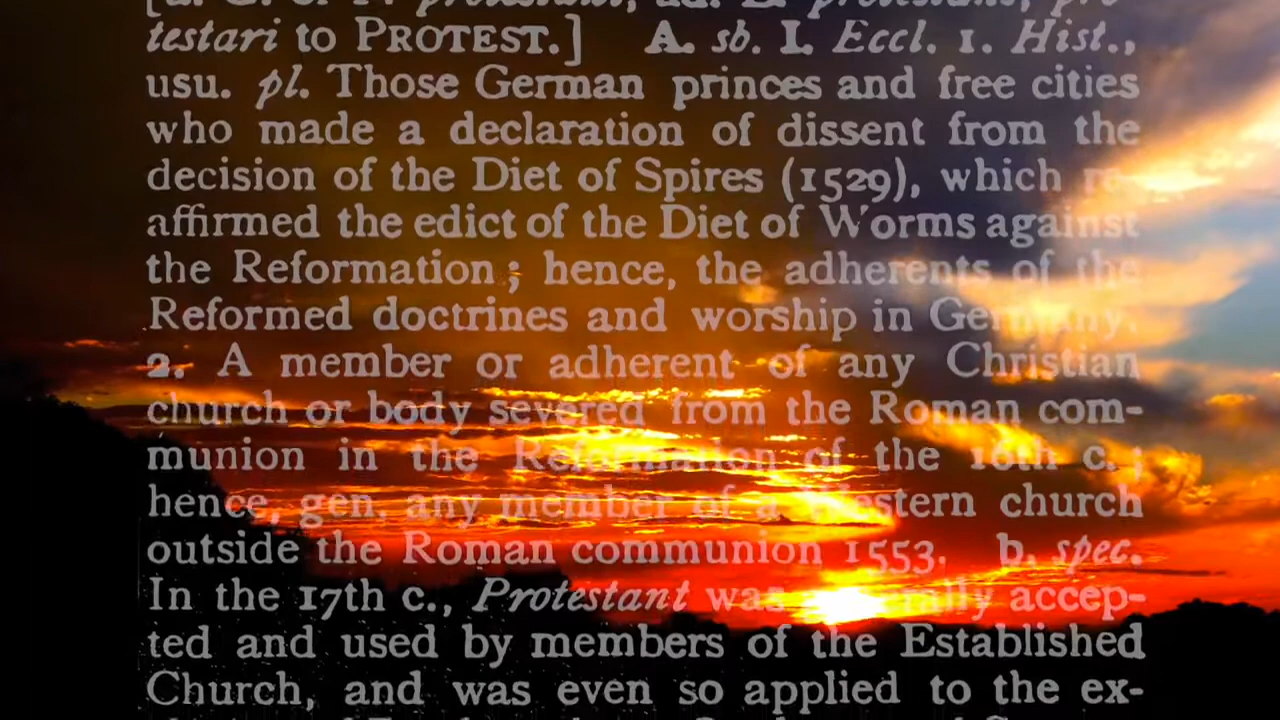 testari to PROTEST.] A. sb. I. Eccl. 1. Hist.,
usu. pl. Those German princes and free cities
who made a declaration of dissent from the
decision of the Diet of Spires (1529), which re-
affirmed the edict of the Diet of Worms against
the Reformation; hence, the adherents of the
Reformed doctrines and worship in Germany.
2. A member or adherent of any Christian
church or body severed from the Roman com-
munion in the Reformation of the 16th c.;
hence, gen. any member of a Western church
outside the Roman communion 1553. b. spec.
In the 17th c., Protestant was generally accep-
ted and used by members of the Established
Church, and was even so applied to the ex-